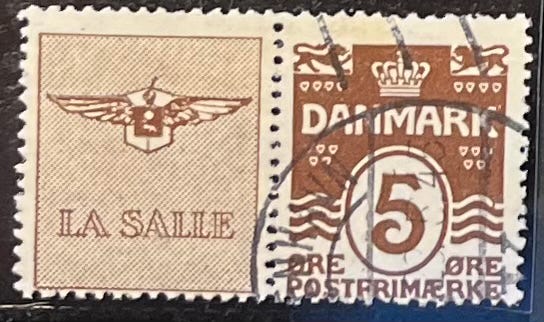 LA SALLE
DANMARK
5
ØRE ØRE
POSTFRIMÆRKE